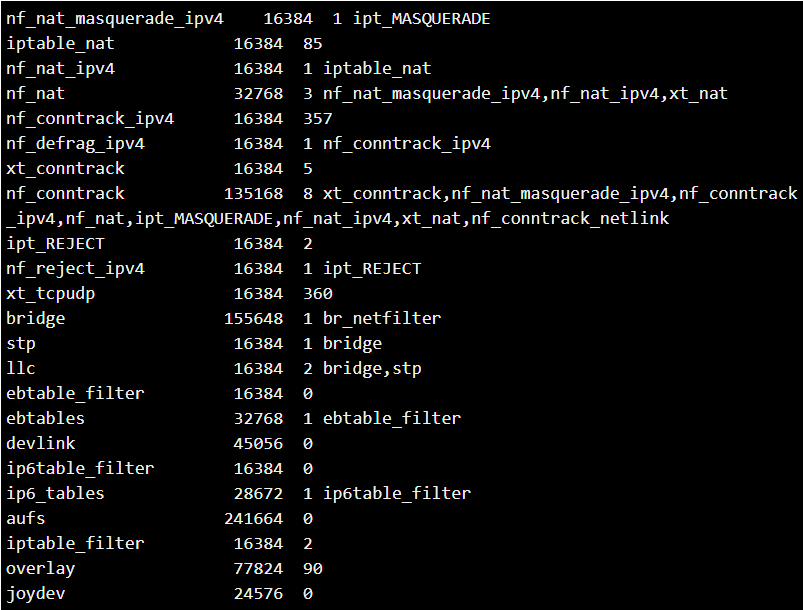 nf_nat_masquerade_ipv4    16384  1 ipt_MASQUERADE
iptable_nat            16384  85
nf_nat_ipv4            16384  1 iptable_nat
nf_nat                 32768  3 nf_nat_masquerade_ipv4,nf_nat_ipv4,xt_nat
nf_conntrack_ipv4      16384  357
nf_defrag_ipv4         16384  1 nf_conntrack_ipv4
xt_conntrack           16384  5
nf_conntrack          135168  8 xt_conntrack,nf_nat_masquerade_ipv4,nf_conntrack
_ipv4,nf_nat,ipt_MASQUERADE,nf_nat_ipv4,xt_nat,nf_conntrack_netlink
ipt_REJECT             16384  2
nf_reject_ipv4         16384  1 ipt_REJECT
xt_tcpudp              16384  360
bridge                155648  1 br_netfilter
stp                    16384  1 bridge
llc                    16384  2 bridge,stp
ebtable_filter         16384  0
ebtables               32768  1 ebtable_filter
devlink                45056  0
ip6table_filter        16384  0
ip6_tables             28672  1 ip6table_filter
aufs                  241664  0
iptable_filter         16384  2
overlay                77824  90
joydev                 24576  0